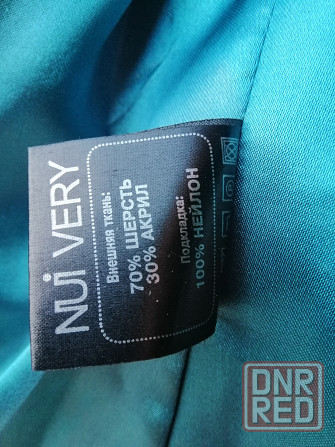 NUi VERY
Внешняя ткань:
70% ШЕРСТЬ
30% АКРИЛ
Подкладка:
100% НЕЙЛОН
DNR
RED